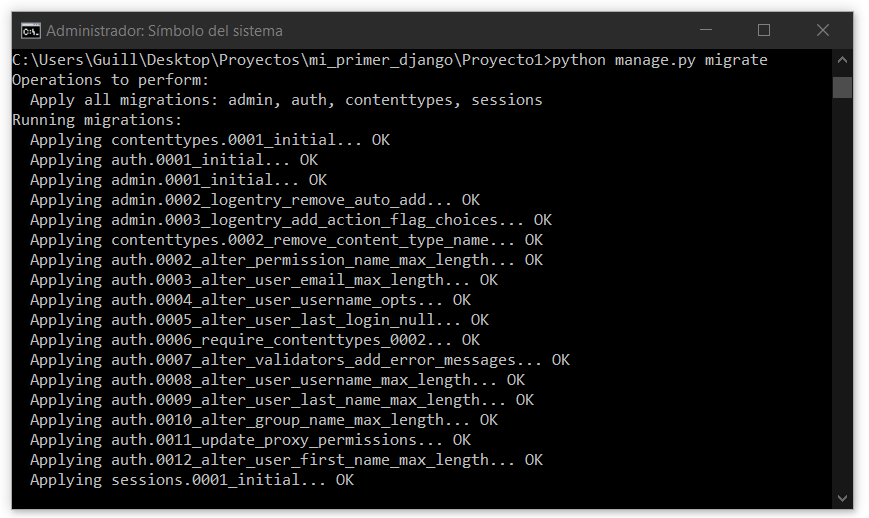 Administrador: Símbolo del sistema
C:\Users\Guill\Desktop\Proyectos\mi_primer_django\Proyecto1>python manage.py migrate
Operations to perform:
  Apply all migrations: admin, auth, contenttypes, sessions
Running migrations:
  Applying contenttypes.0001_initial... OK
  Applying auth.0001_initial... OK
  Applying admin.0001_initial... OK
  Applying admin.0002_logentry_remove_auto_add... OK
  Applying admin.0003_logentry_add_action_flag_choices... OK
  Applying contenttypes.0002_remove_content_type_name... OK
  Applying auth.0002_alter_permission_name_max_length... OK
  Applying auth.0003_alter_user_email_max_length... OK
  Applying auth.0004_alter_user_username_opts... OK
  Applying auth.0005_alter_user_last_login_null... OK
  Applying auth.0006_require_contenttypes_0002... OK
  Applying auth.0007_alter_validators_add_error_messages... OK
  Applying auth.0008_alter_user_username_max_length... OK
  Applying auth.0009_alter_user_last_name_max_length... OK
  Applying auth.0010_alter_group_name_max_length... OK
  Applying auth.0011_update_proxy_permissions... OK
  Applying auth.0012_alter_user_first_name_max_length... OK
  Applying sessions.0001_initial... OK